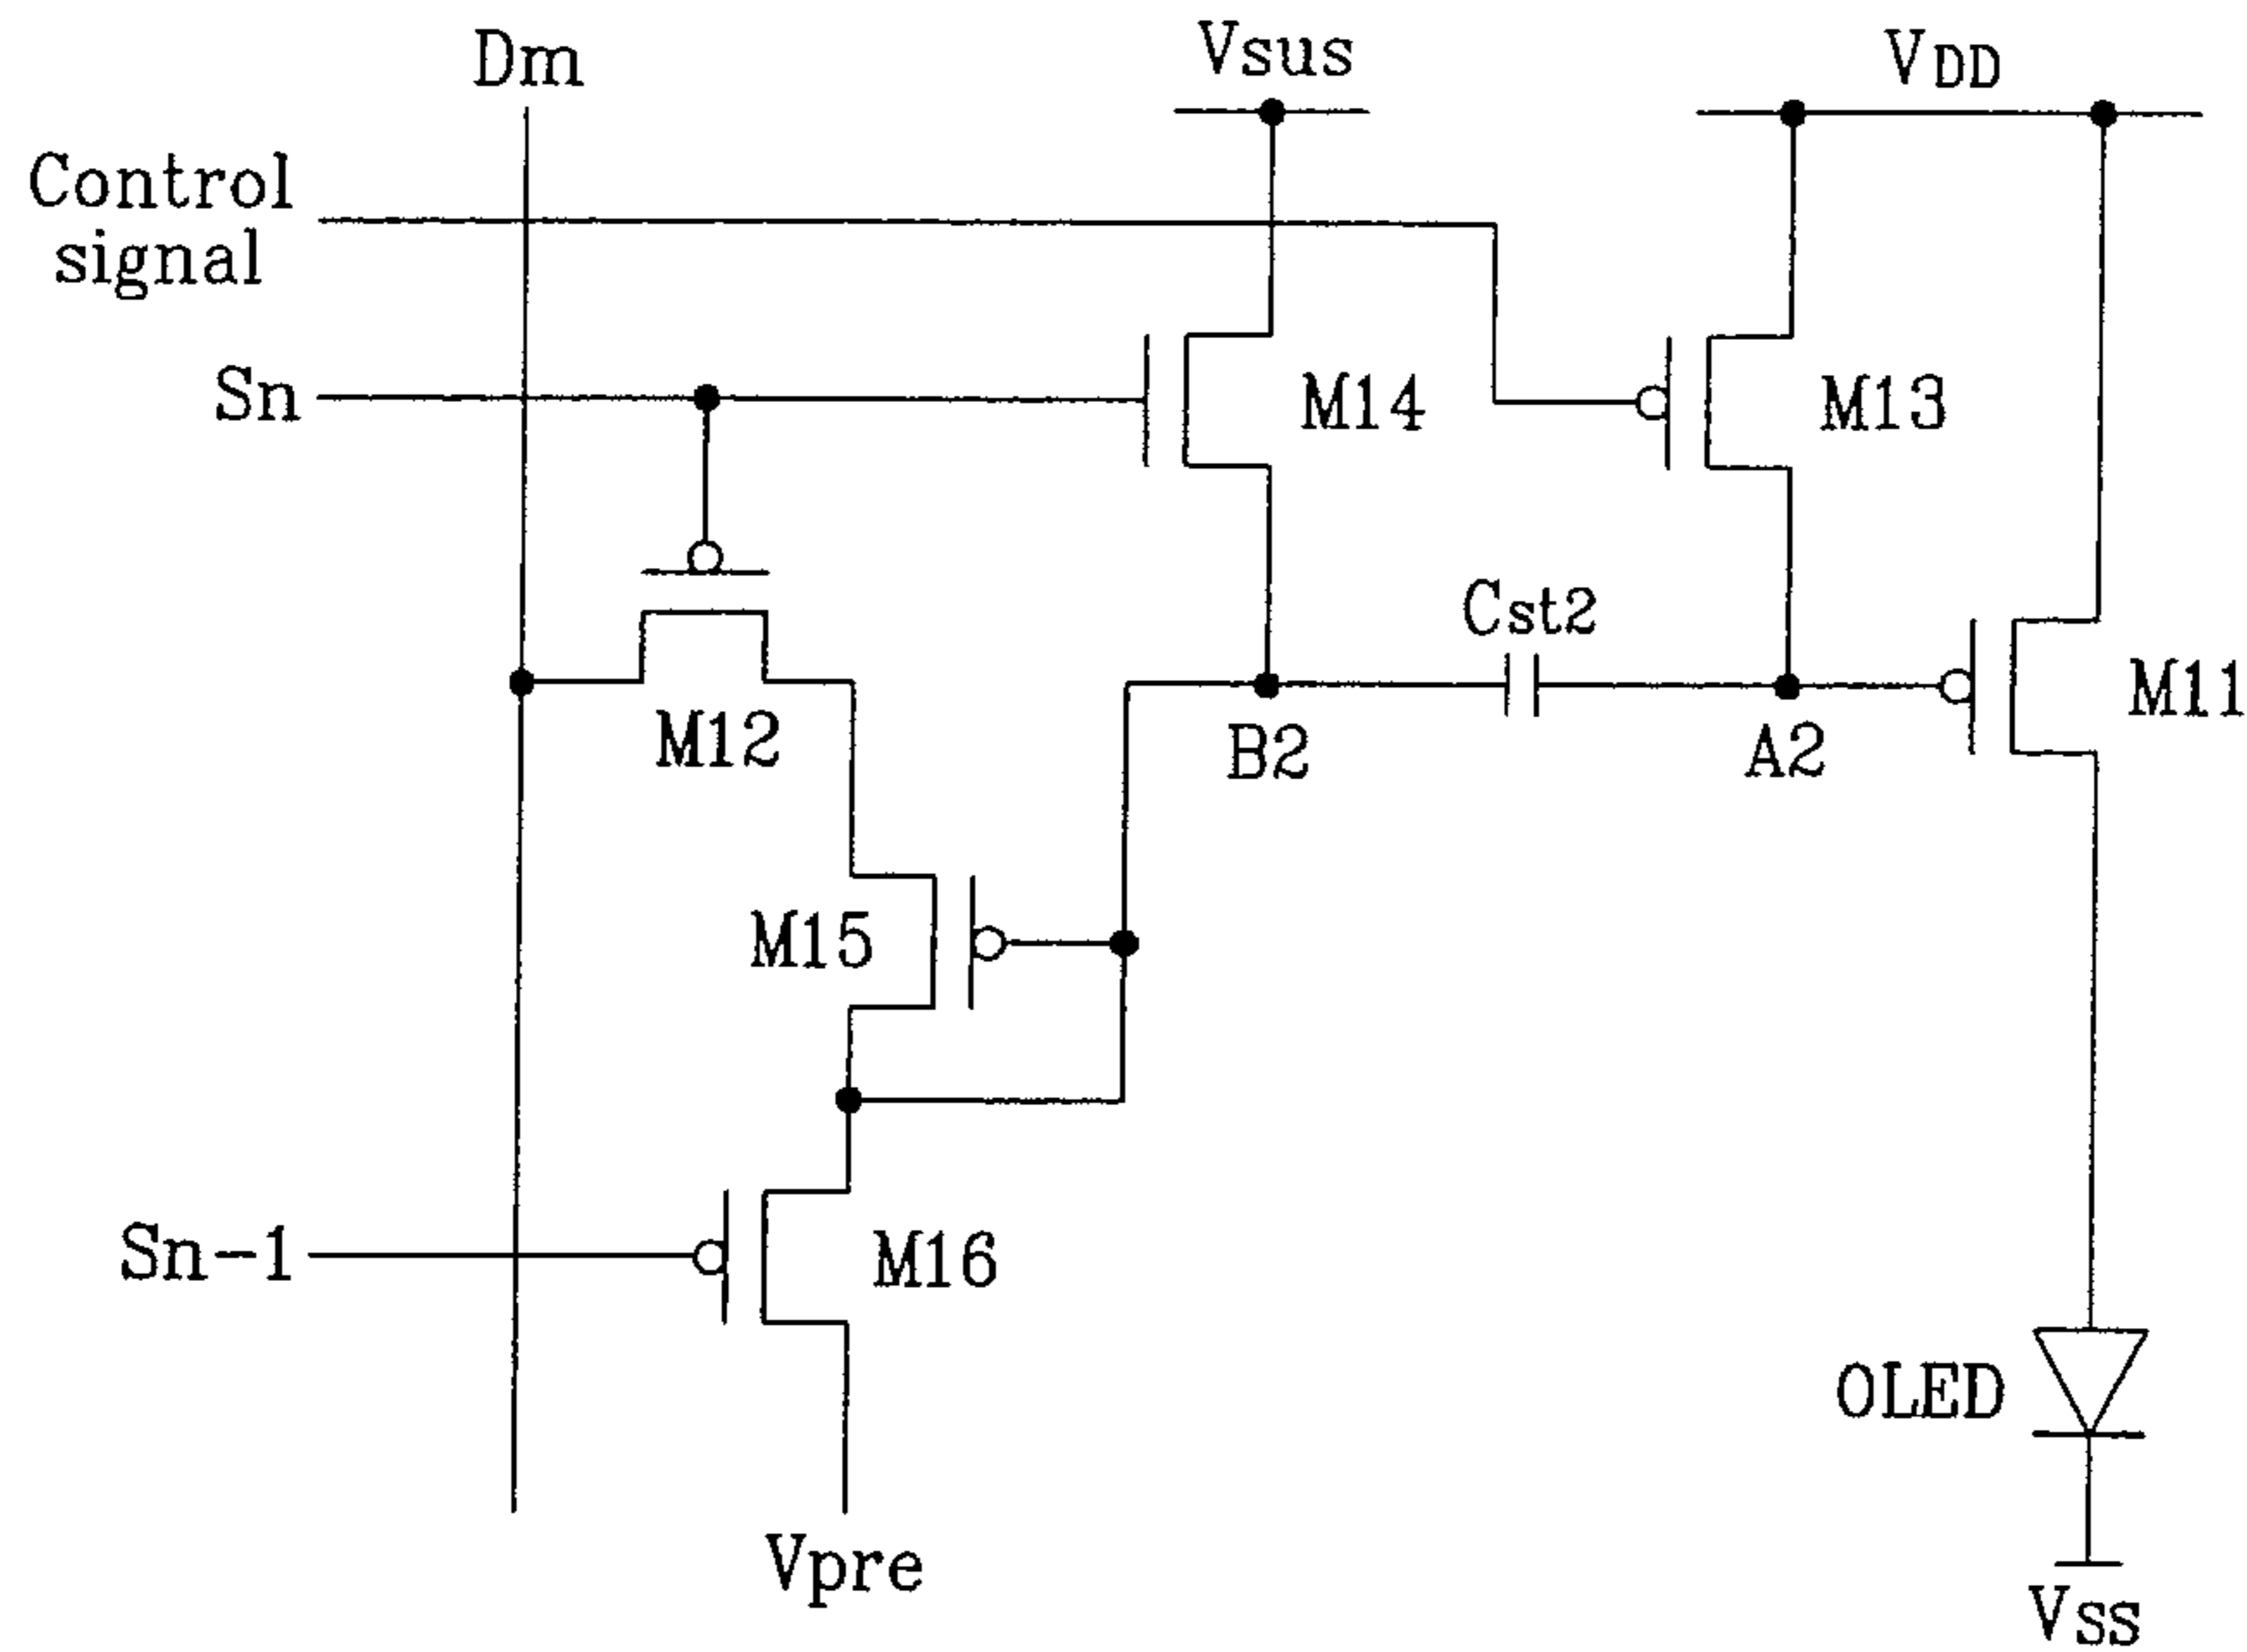 Dm
Vsus
VDD
Control
signal
Sn
M14
M13
Cst2
M12
B2
A2
M11
M15
Sn-1
M16
OLED
Vpre
VSS